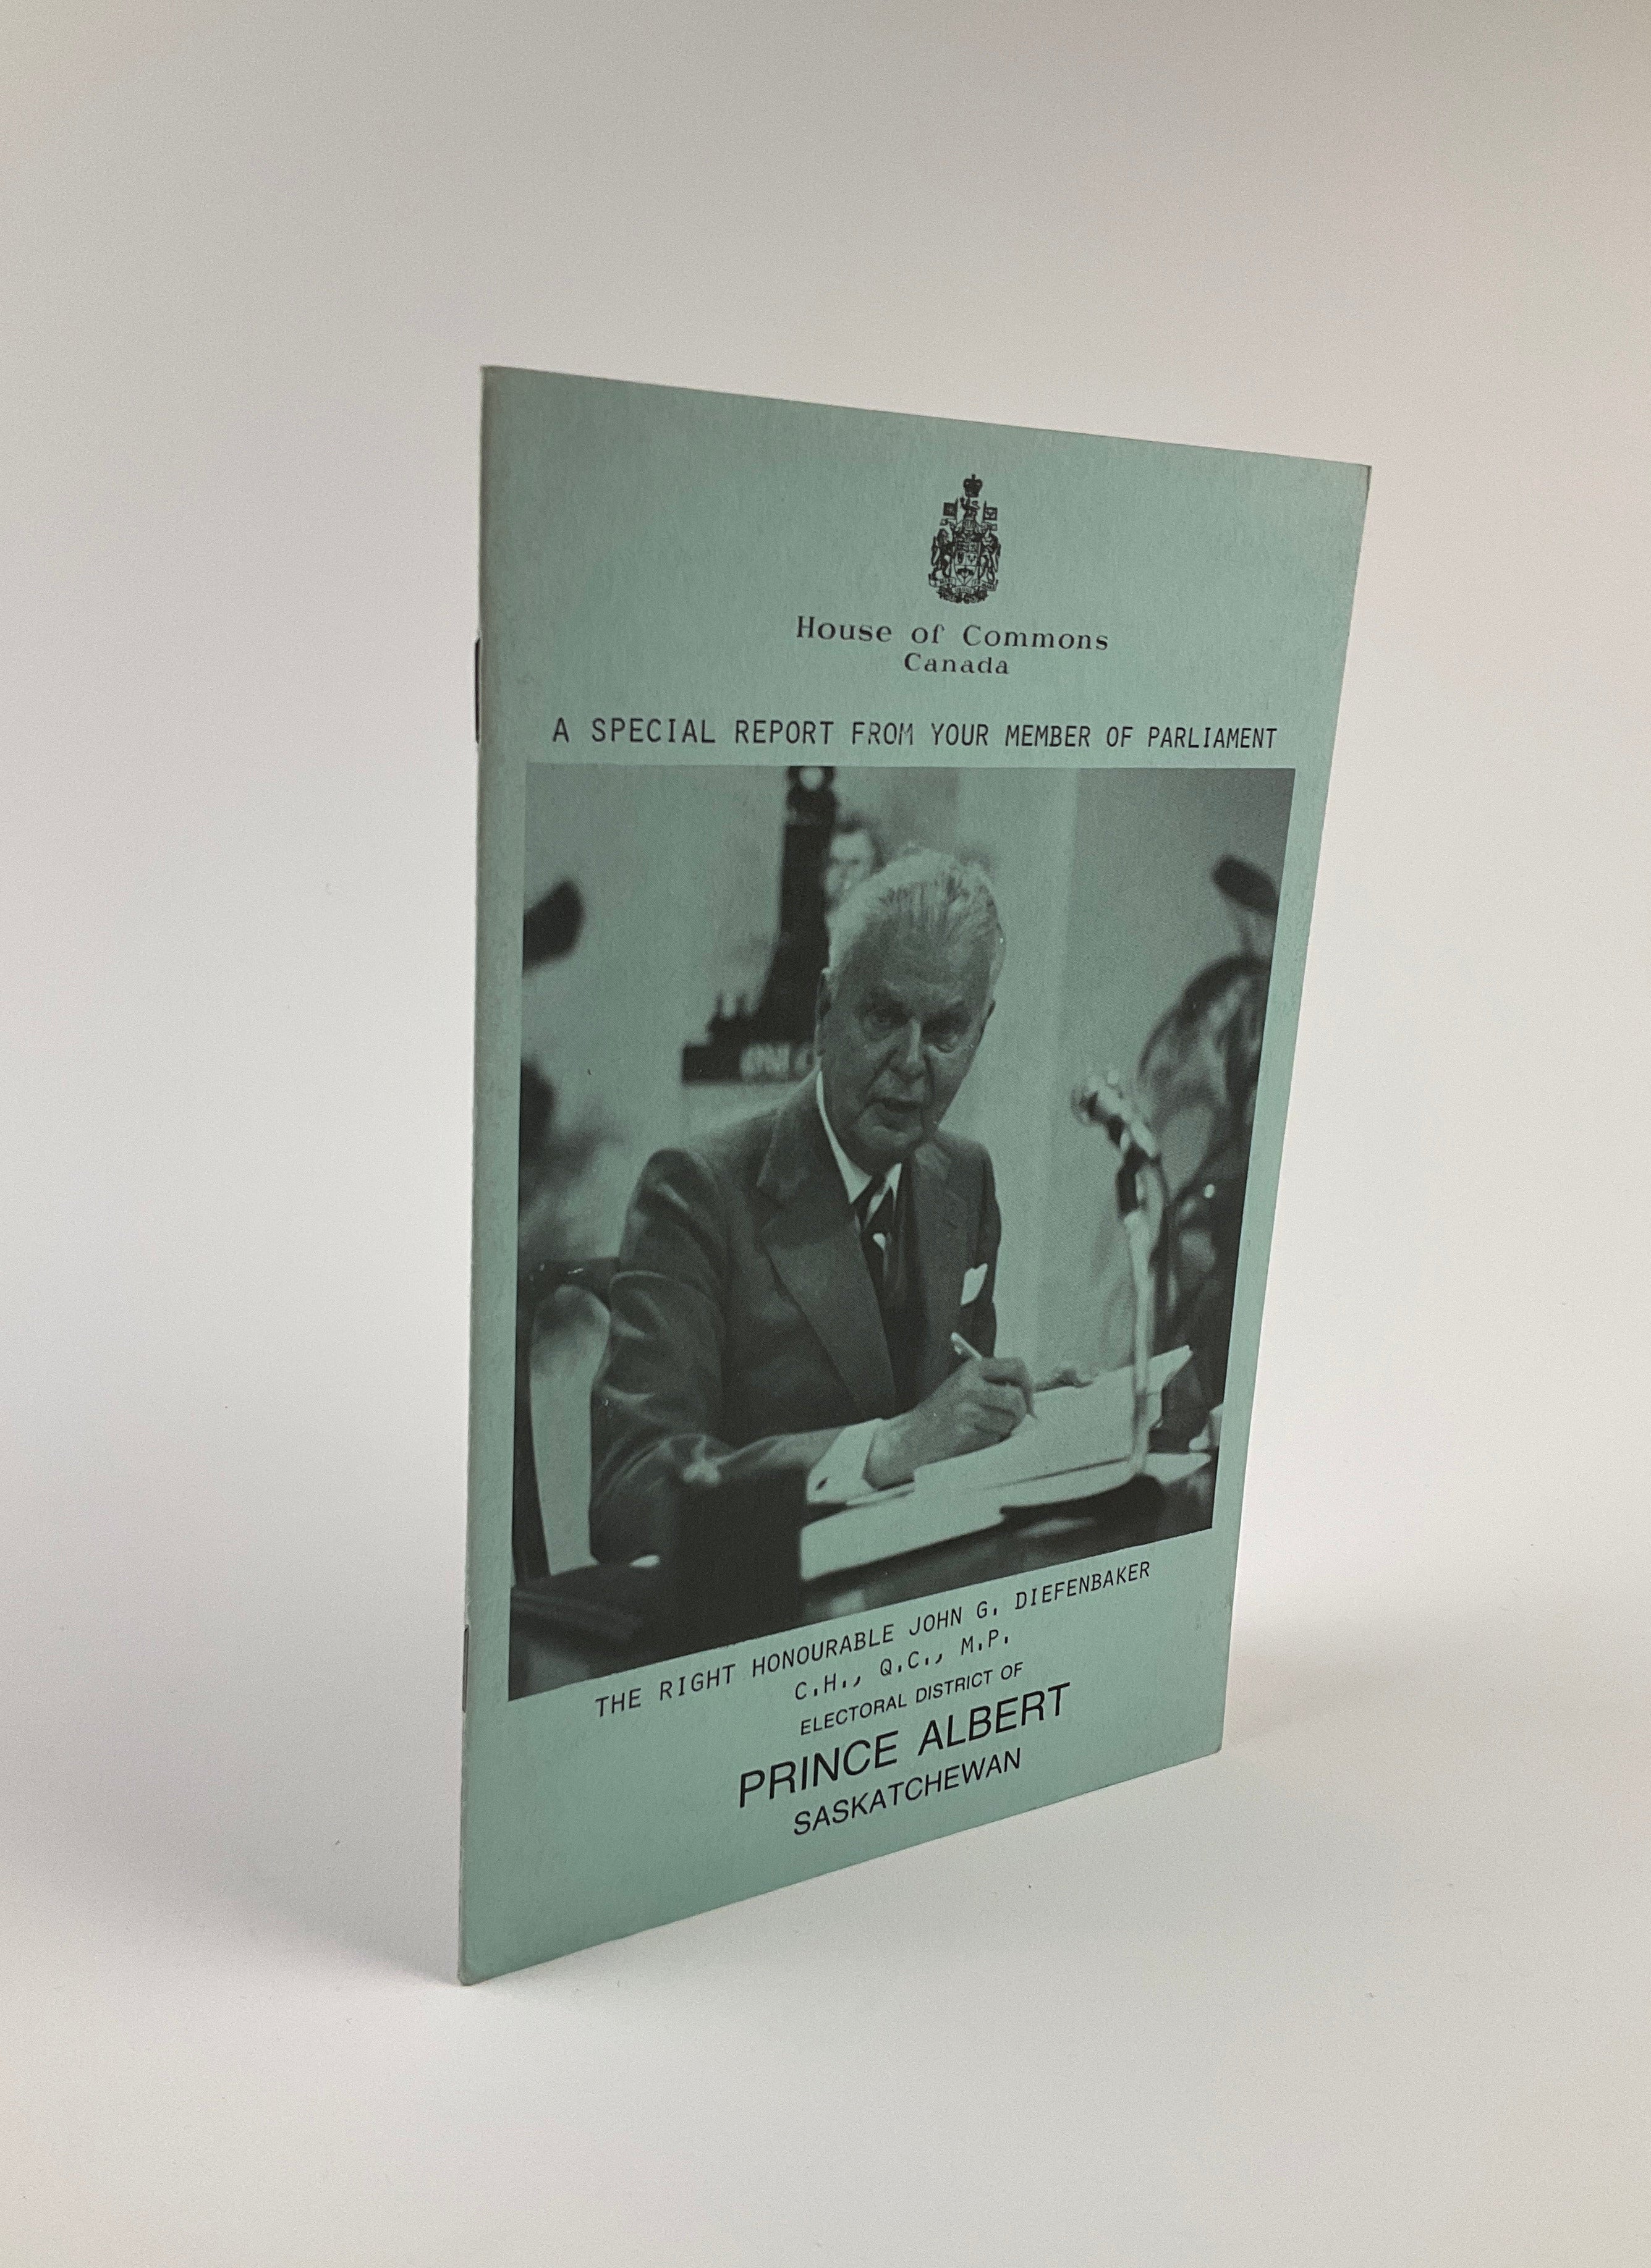 House of Commons
Canada
A SPECIAL REPORT FROM YOUR MEMBER OF PARLIAMENT
THE RIGHT HONOURABLE JOHN G. DIEFENBAKER
C.H., Q.C., M.P.
ELECTORAL DISTRICT OF
PRINCE ALBERT
SASKATCHEWAN